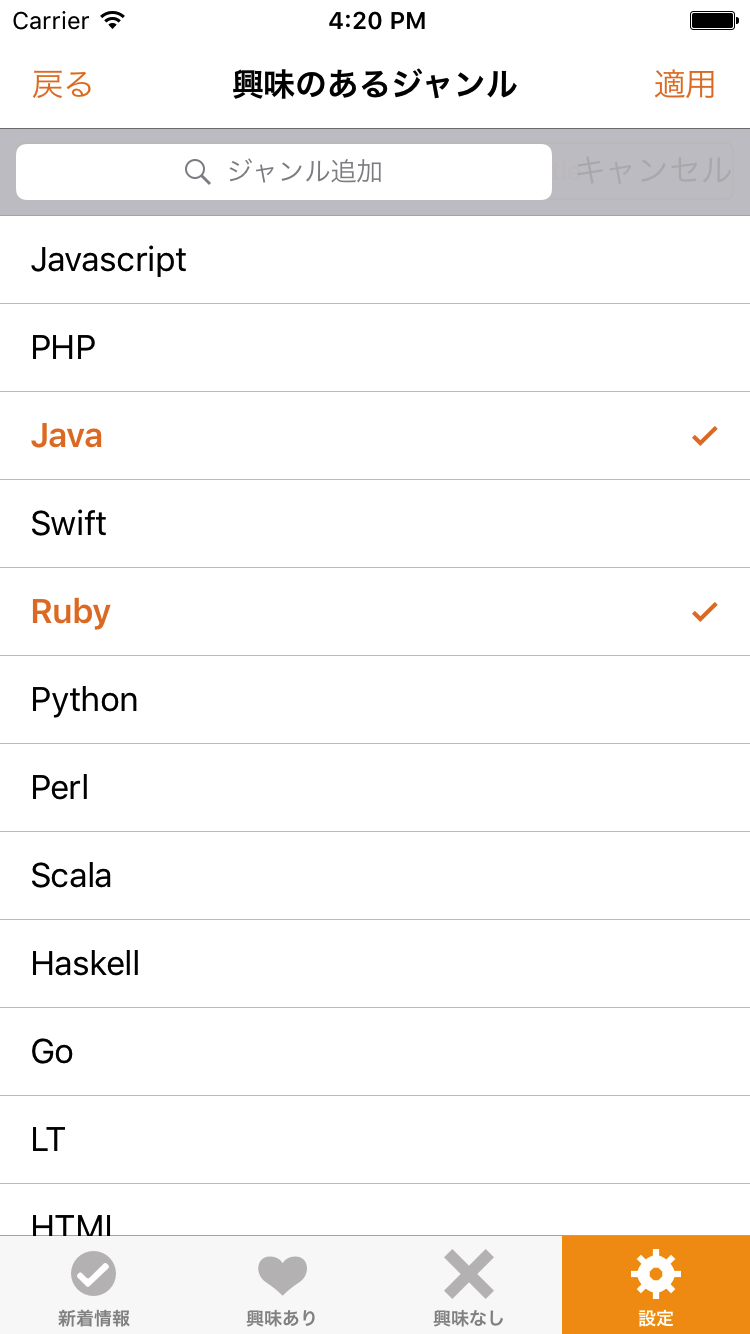 Carrier 4:20 PM
戻る 興味のあるジャンル 適用
ジャンル追加 キャンセル
Javascript
PHP
Java
Swift
Ruby
Python
Perl
Scala
Haskell
Go
LT
HTML
新着情報 興味あり 興味なし 設定